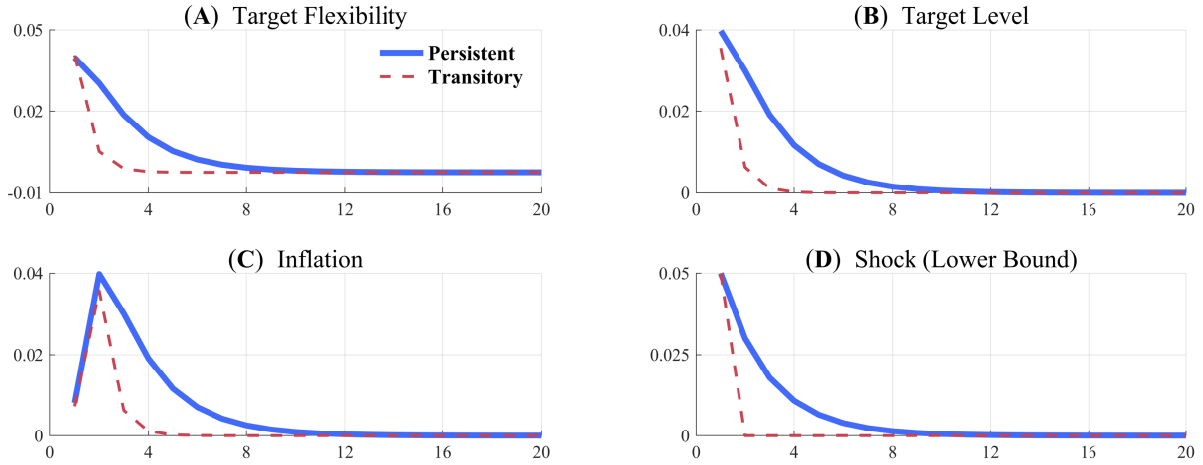 (A) Target Flexibility
0.05
0.02
-0.01
0 4 8 12 16 20
Persistent
Transitory
(B) Target Level
0.04
0.02
0
0 4 8 12 16 20
(C) Inflation
0.04
0.02
0
0 4 8 12 16 20
(D) Shock (Lower Bound)
0.05
0.025
0
0 4 8 12 16 20